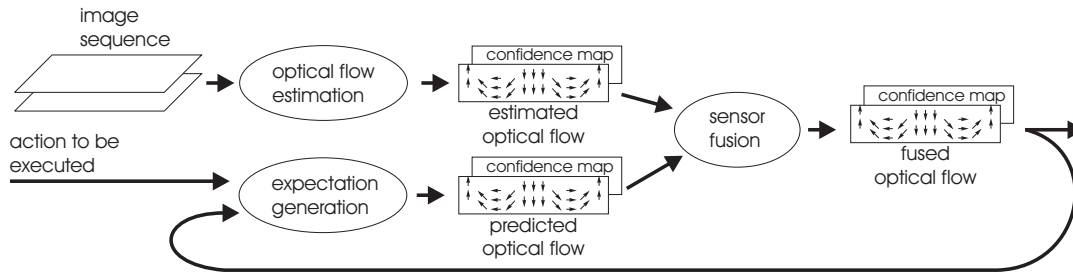 image
sequence
optical flow
estimation
confidence map
estimated
optical flow
action to be
executed
expectation
generation
confidence map
predicted
optical flow
sensor
fusion
confidence map
fused
optical flow